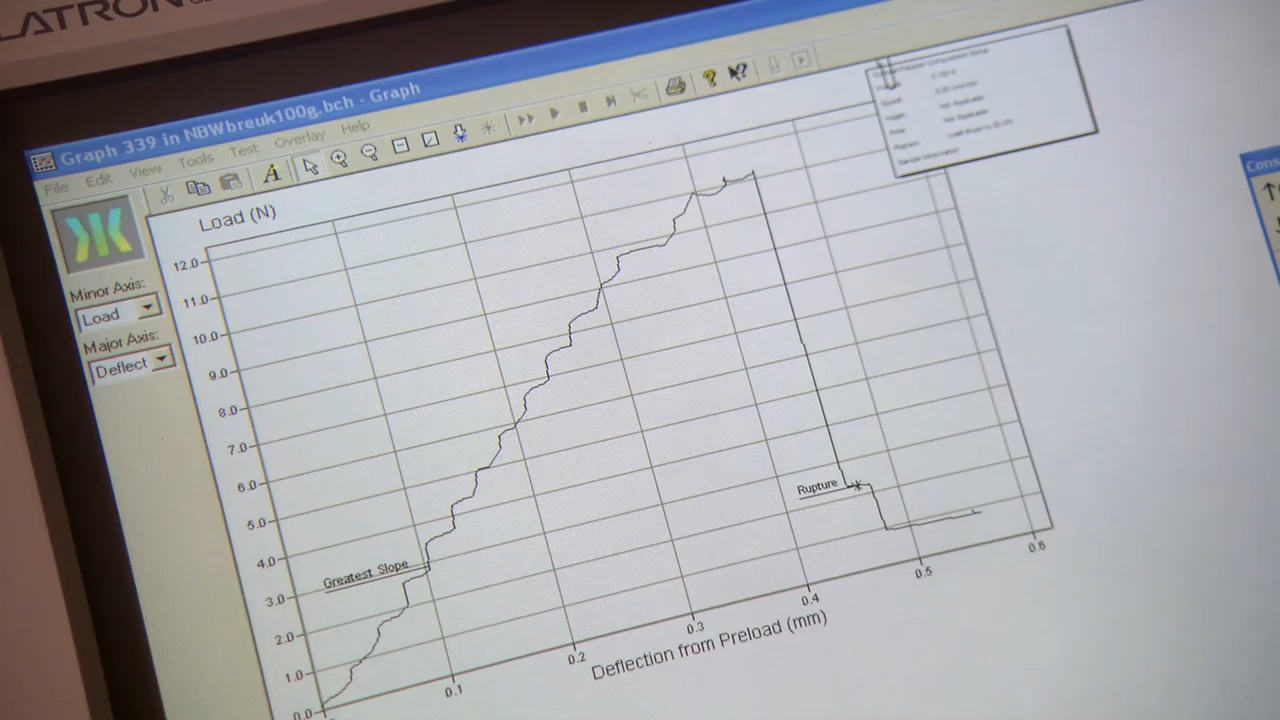 LATRON
Graph 339 in NBWbreuk100g.bch - Graph
File Edit View Tools Test Overlay Help
Minor Axis:
Load
Major Axis:
Deflect
Load (N)
12.0
11.0
10.0
9.0
8.0
7.0
6.0
5.0
4.0
3.0
2.0
1.0
0.0
Greatest Slope
Rupture
0.1
0.2
0.3
0.4
0.5
0.6
Deflection from Preload (mm)
Cons